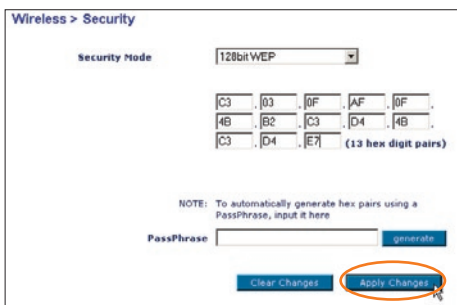 Wireless > Security
Security Mode 128bit WEP
C3 . 03 . 0F . AF . 0F .
4B . B2 . C3 . D4 . 4B .
C3 . D4 . E7 (13 hex digit pairs)
NOTE: To automatically generate hex pairs using a
PassPhrase, input it here
PassPhrase generate
Clear Changes Apply Changes